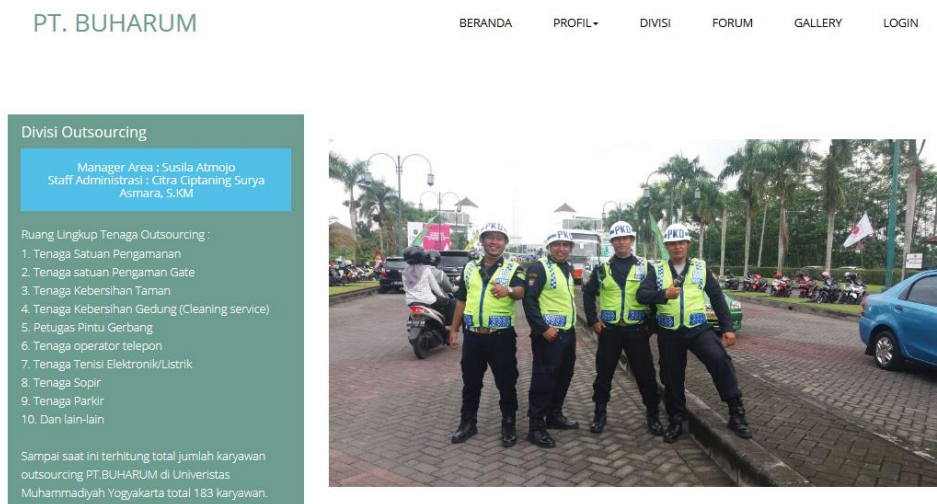 PT. BUHARUM
BERANDA PROFIL DIVISI FORUM GALLERY LOGIN
Divisi Outsourcing
Manager Area : Susila Atmojo
Staff Administrasi : Citra Ciptaning Surya
Asmara, S.KM
Ruang Lingkup Tenaga Outsourcing :
1. Tenaga Satuan Pengamanan
2. Tenaga satuan Pengaman Gate
3. Tenaga Kebersihan Taman
4. Tenaga Kebersihan Gedung (Cleaning service)
5. Petugas Pintu Gerbang
6. Tenaga operator telepon
7. Tenaga Tenisi Elektronik/Listrik
8. Tenaga Sopir
9. Tenaga Parkir
10. Dan lain-lain
Sampai saat ini terhitung total jumlah karyawan
outsourcing PT.BUHARUM di Univeristas
Muhammadiyah Yogyakarta total 183 karyawan.
PKD
PKD
PKD